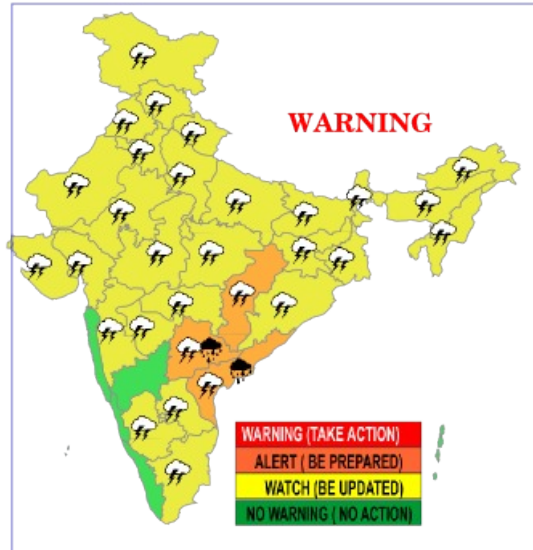 WARNING
WARNING (TAKE ACTION)
ALERT ( BE PREPARED)
WATCH (BE UPDATED)
NO WARNING ( NO ACTION)